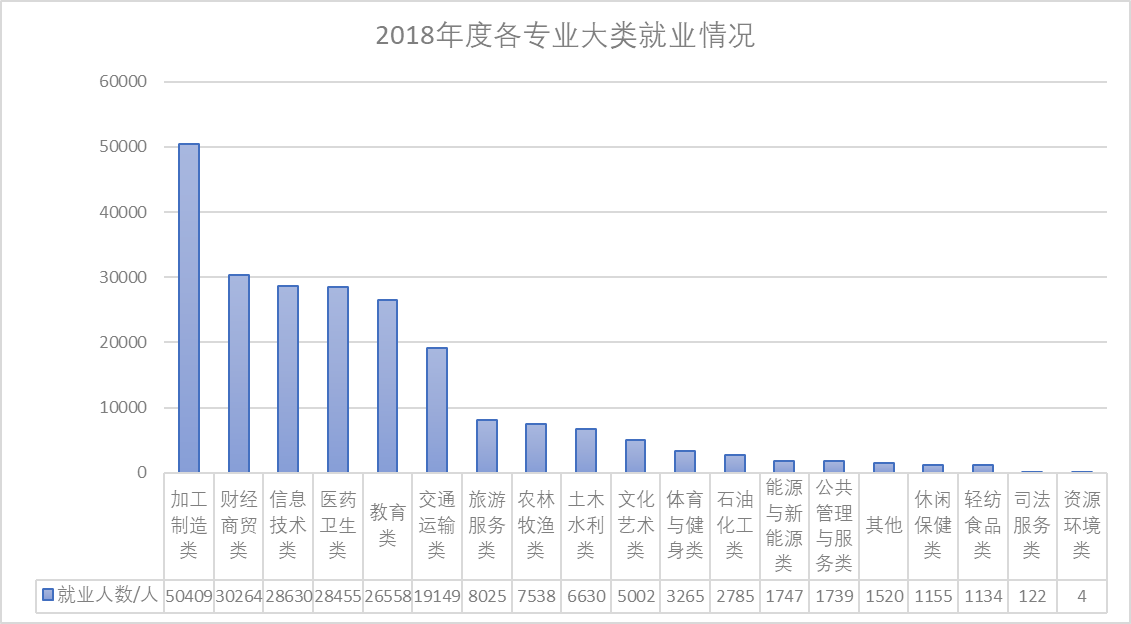 2018年度各专业大类就业情况
60000
50000
40000
30000
20000
10000
0
加工
制造
类
财经
商贸
类
信息
技术
类
医药
卫生
类
教育
类
交通
运输
类
旅游
服务
类
农林
牧渔
类
土木
水利
类
文化
艺术
类
体育
与健
身类
石油
化工
类
能源
与新
能源
类
公共
管理
与服
务类
其他
休闲
保健
类
轻纺
食品
类
司法
服务
类
资源
环境
类
就业人数/人 50409 30264 28630 28455 26558 19149 8025 7538 6630 5002 3265 2785 1747 1739 1520 1155 1134 122 4